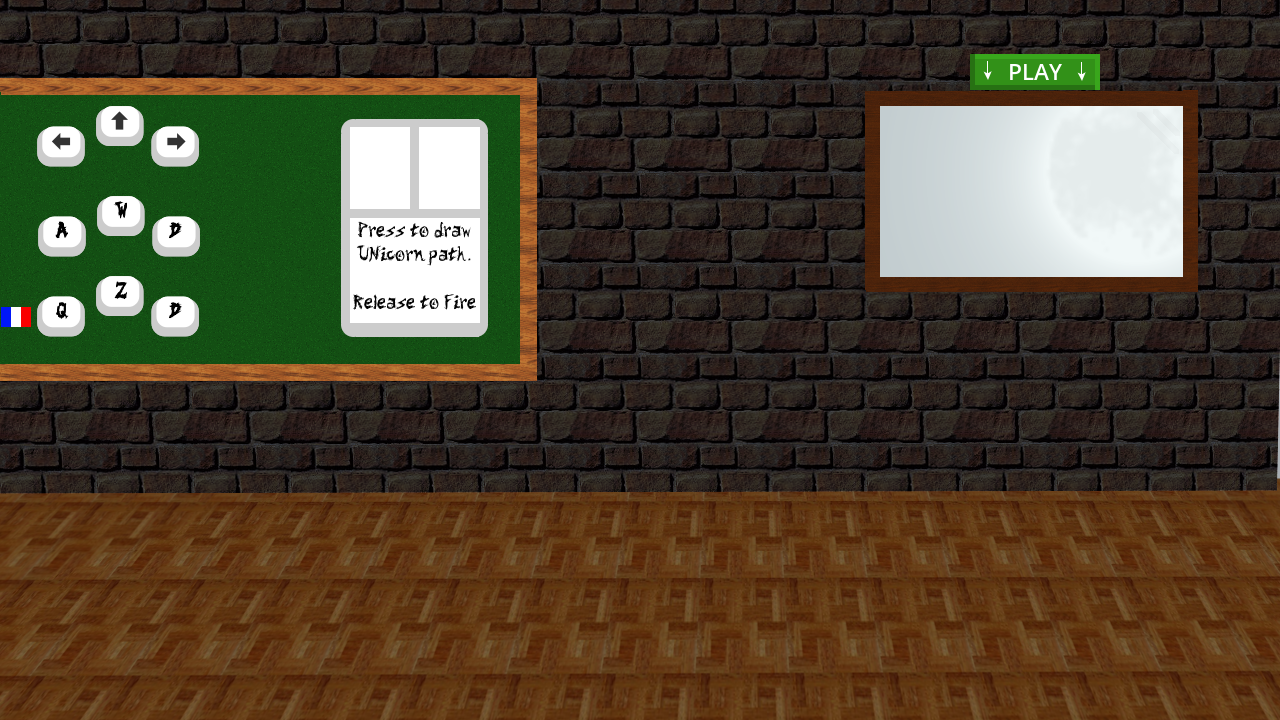 ↓ PLAY ↓
← ↑ →
A W D
Q Z D
Press to draw
UNicorn path.
Release to Fire